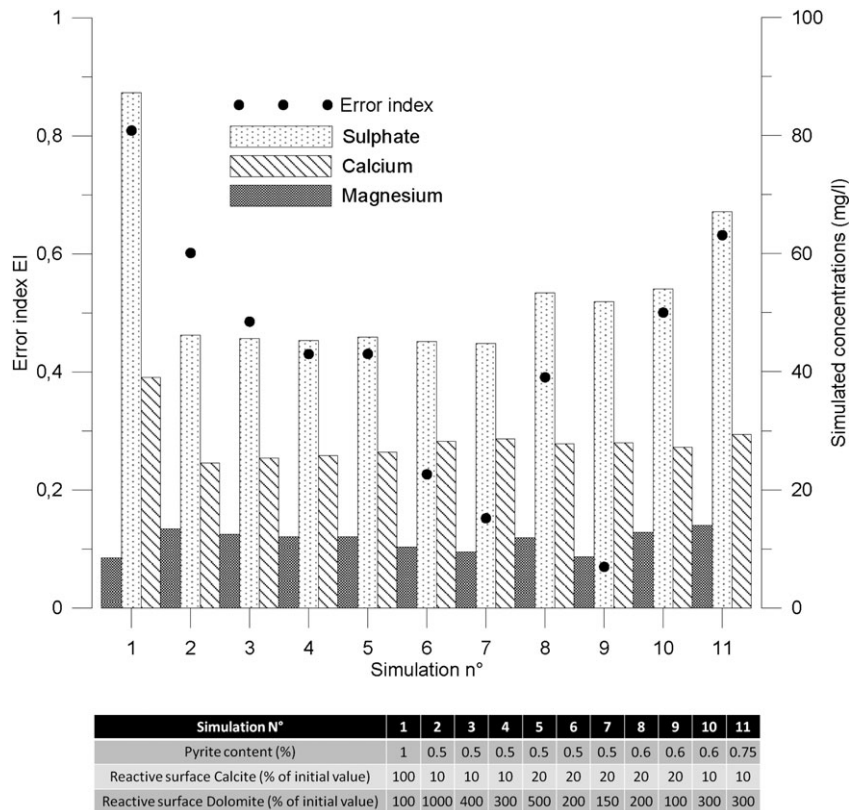 1
100
0,8
80
0,6
60
0,4
40
0,2
20
0
0
Error index EI
Simulated concentrations (mg/l)
Error index
Sulphate
Calcium
Magnesium
1 2 3 4 5 6 7 8 9 10 11
Simulation n°
Simulation N° 1 2 3 4 5 6 7 8 9 10 11
Pyrite content (%) 1 0.5 0.5 0.5 0.5 0.5 0.5 0.6 0.6 0.6 0.75
Reactive surface Calcite (% of initial value) 100 10 10 10 20 20 20 20 20 10 10
Reactive surface Dolomite (% of initial value) 100 1000 400 300 500 200 150 200 100 300 300